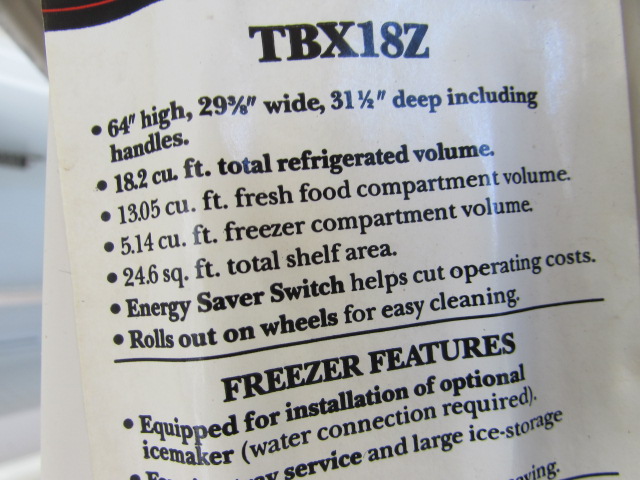 TBX18Z
• 64" high, 29⅝" wide, 31½" deep including
handles.
• 18.2 cu. ft. total refrigerated volume.
• 13.05 cu. ft. fresh food compartment volume.
• 5.14 cu. ft. freezer compartment volume.
• 24.6 sq. ft. total shelf area.
• Energy Saver Switch helps cut operating costs.
• Rolls out on wheels for easy cleaning.
FREEZER FEATURES
• Equipped for installation of optional
icemaker (water connection required).
• service and large ice-storage